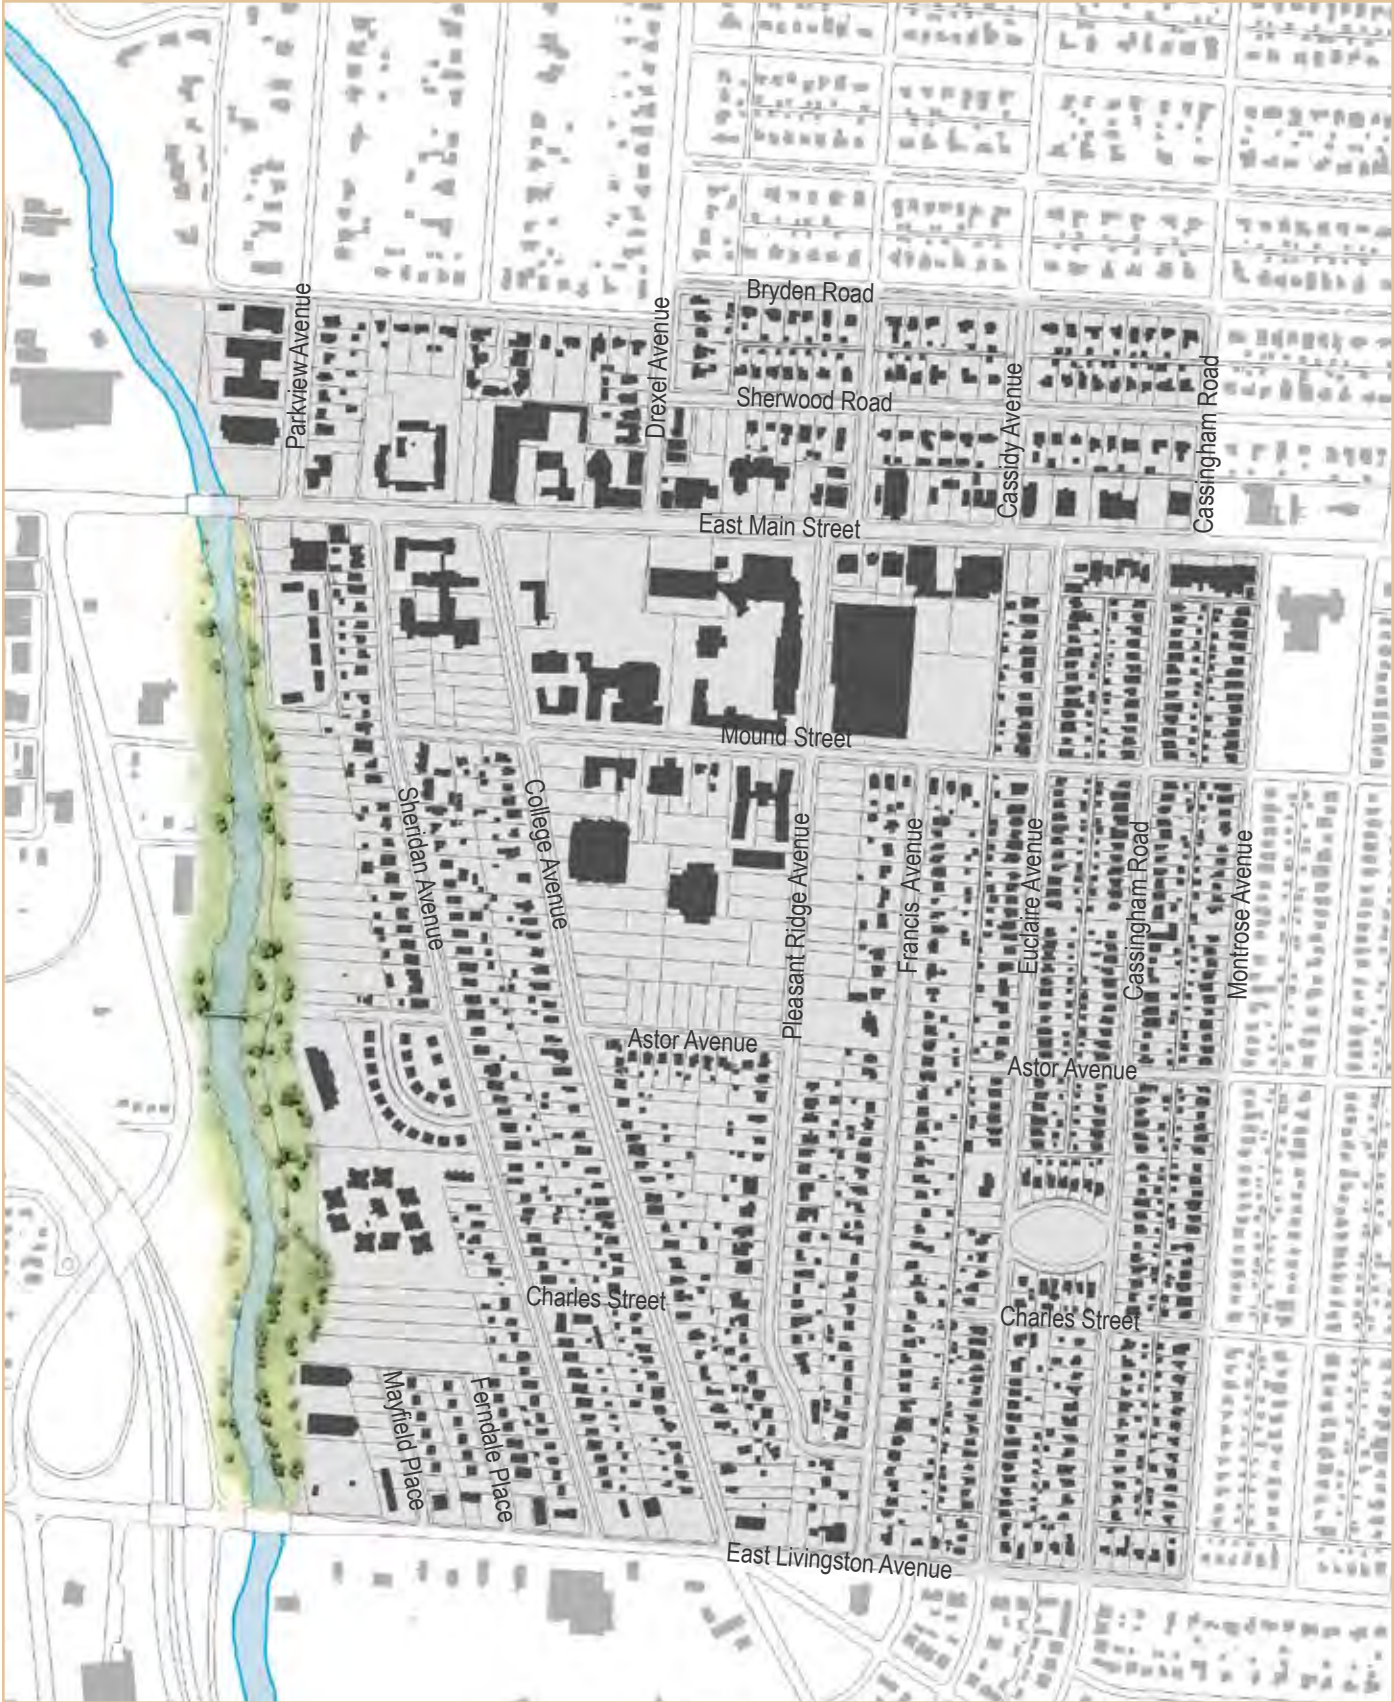 Bryden Road
Parkview Avenue
Drexel Avenue
Sherwood Road
Cassidy Avenue
Cassingham Road
East Main Street
Mound Street
Sheridan Avenue
College Avenue
Pleasant Ridge Avenue
Francis Avenue
Euclaire Avenue
Cassingham Road
Montrose Avenue
Astor Avenue
Astor Avenue
Charles Street
Charles Street
Mayfield Place
Ferndale Place
East Livingston Avenue